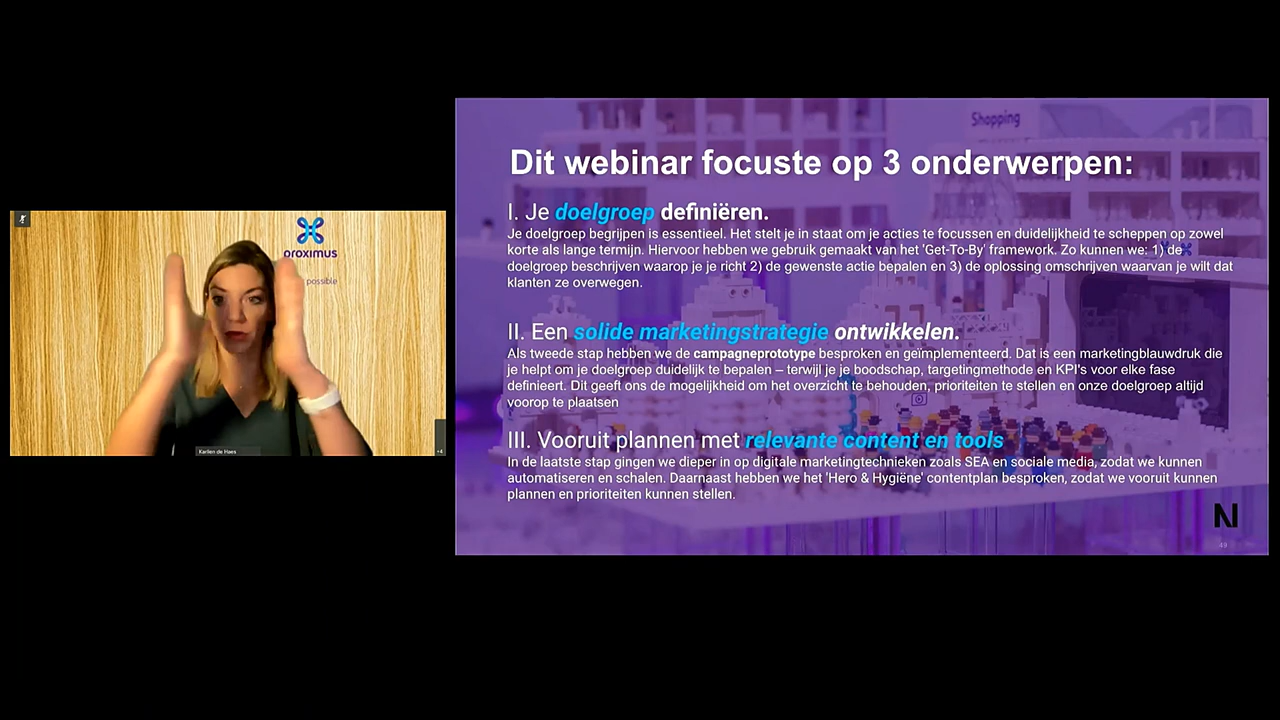 Shopping
Dit webinar focuste op 3 onderwerpen:
I. Je doelgroep definiëren.
Je doelgroep begrijpen is essentieel. Het stelt je in staat om je acties te focussen en duidelijkheid te scheppen op zowel
korte als lange termijn. Hiervoor hebben we gebruik gemaakt van het 'Get-To-By' framework. Zo kunnen we: 1) de
doelgroep beschrijven waarop je je richt 2) de gewenste actie bepalen en 3) de oplossing omschrijven waarvan je wilt dat
klanten ze overwegen.
II. Een solide marketingstrategie ontwikkelen.
Als tweede stap hebben we de campagneprototype besproken en geïmplementeerd. Dat is een marketingblauwdruk die
je helpt om je doelgroep duidelijk te bepalen – terwijl je je boodschap, targetingmethode en KPI's voor elke fase
definieert. Dit geeft ons de mogelijkheid om het overzicht te behouden, prioriteiten te stellen en onze doelgroep altijd
voorop te plaatsen
III. Vooruit plannen met relevante content en tools
In de laatste stap gingen we dieper in op digitale marketingtechnieken zoals SEA en sociale media, zodat we kunnen
automatiseren en schalen. Daarnaast hebben we het 'Hero & Hygiëne' contentplan besproken, zodat we vooruit kunnen
plannen en prioriteiten kunnen stellen.
N
49
proximus
possible
Karlien de Haes
+4